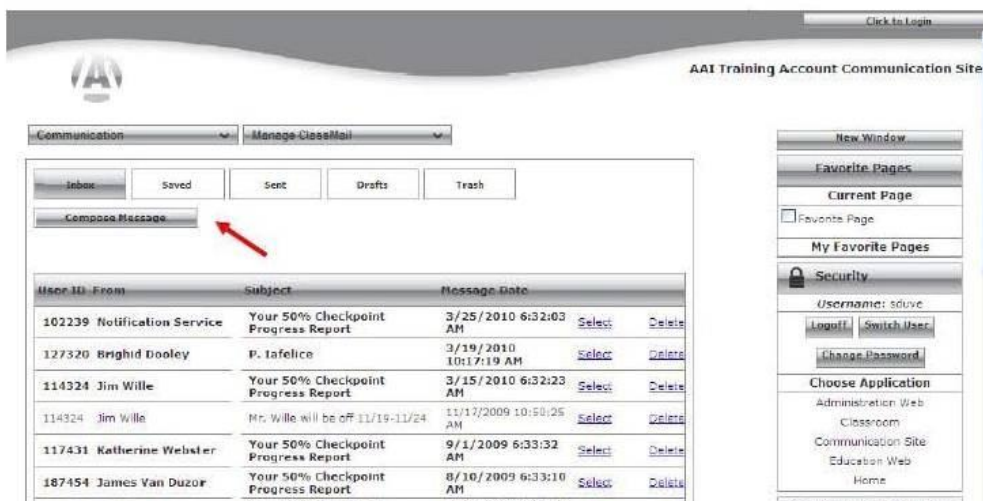 Click to Login
AAI Training Account Communication Site
Communication Manage ClassMail
Inbox Saved Sent Drafts Trash
Compose Message
User ID From Subject Message Date
102239 Notification Service Your 50% Checkpoint Progress Report 3/25/2010 6:32:03 AM Select Delete
127320 Brighid Dooley P. Iafelice 3/19/2010 10:17:19 AM Select Delete
114324 Jim Wille Your 50% Checkpoint Progress Report 3/15/2010 6:32:23 AM Select Delete
114324 Jim Wille Mr. Wille will be off 11/19-11/24 11/17/2009 10:50:25 AM Select Delete
117431 Katherine Webster Your 50% Checkpoint Progress Report 9/1/2009 6:33:32 AM Select Delete
187454 James Van Duzor Your 50% Checkpoint Progress Report 8/10/2009 6:33:10 AM Select Delete
New Window
Favorite Pages
Current Page
Favorite Page
My Favorite Pages
Security
Username: sduve
Logoff Switch User
Change Password
Choose Application
Administration Web
Classroom
Communication Site
Education Web
Home